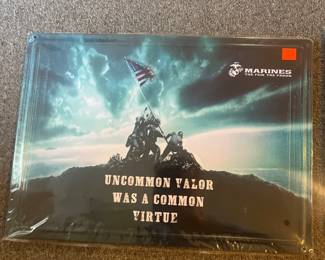 MARINES
THE FEW. THE PROUD.
UNCOMMON VALOR
WAS A COMMON
VIRTUE